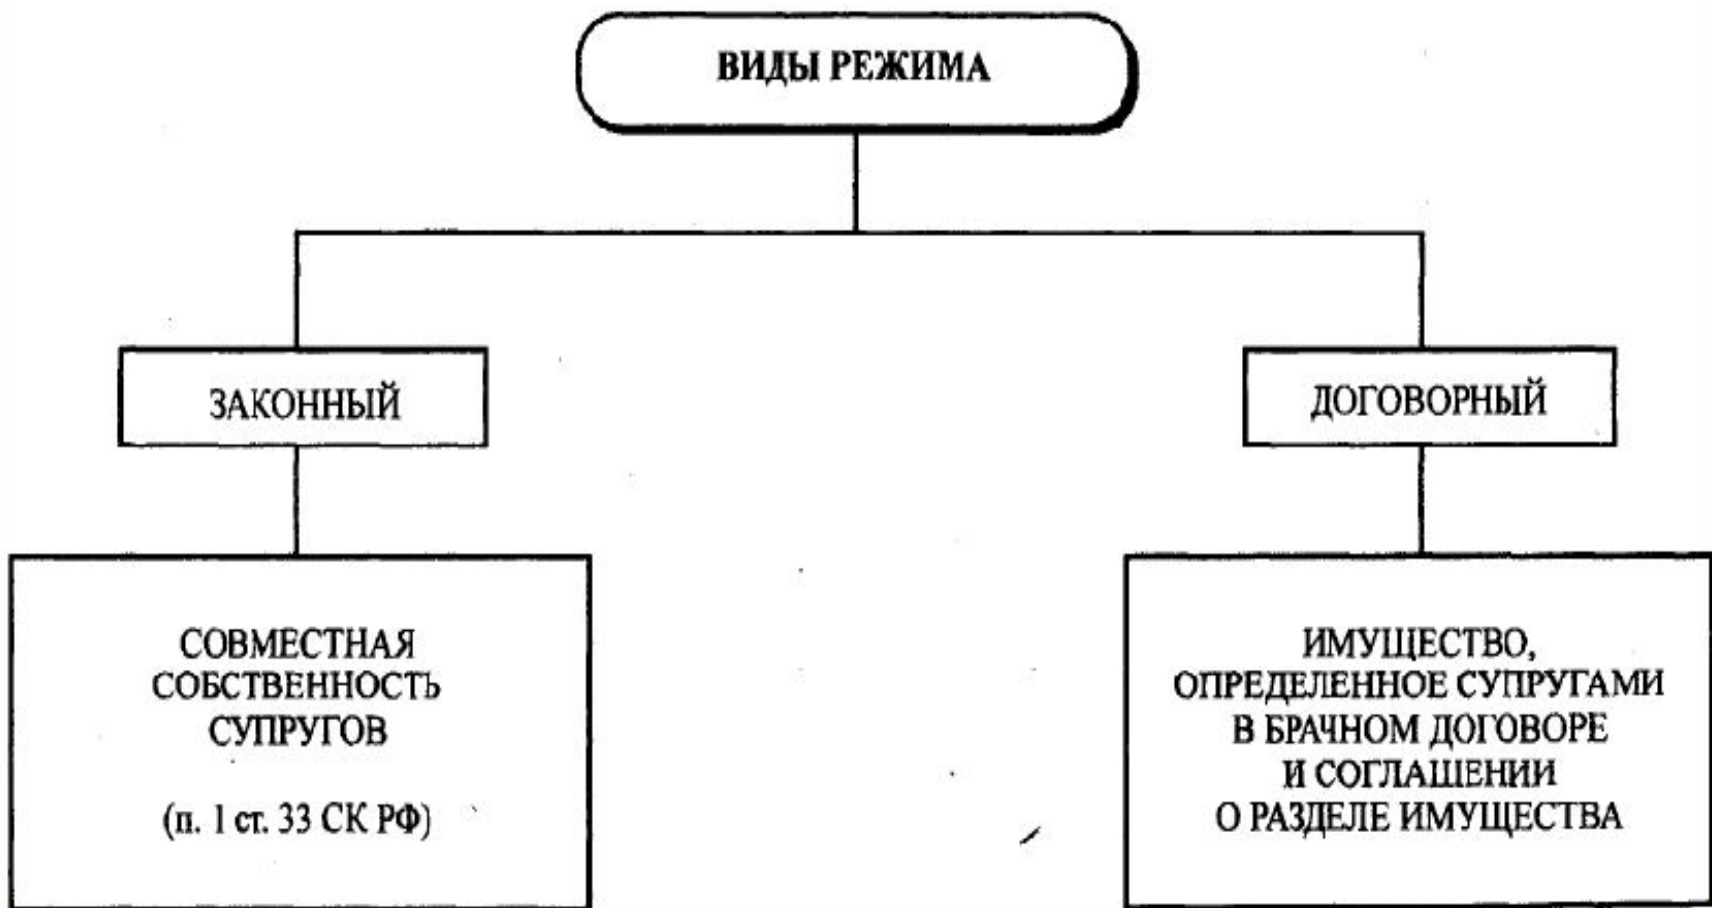 ВИДЫ РЕЖИМА
ЗАКОННЫЙ
ДОГОВОРНЫЙ
СОВМЕСТНАЯ
СОБСТВЕННОСТЬ
СУПРУГОВ
(п. 1 ст. 33 СК РФ)
ИМУЩЕСТВО,
ОПРЕДЕЛЕННОЕ СУПРУГАМИ
В БРАЧНОМ ДОГОВОРЕ
И СОГЛАШЕНИИ
О РАЗДЕЛЕ ИМУЩЕСТВА